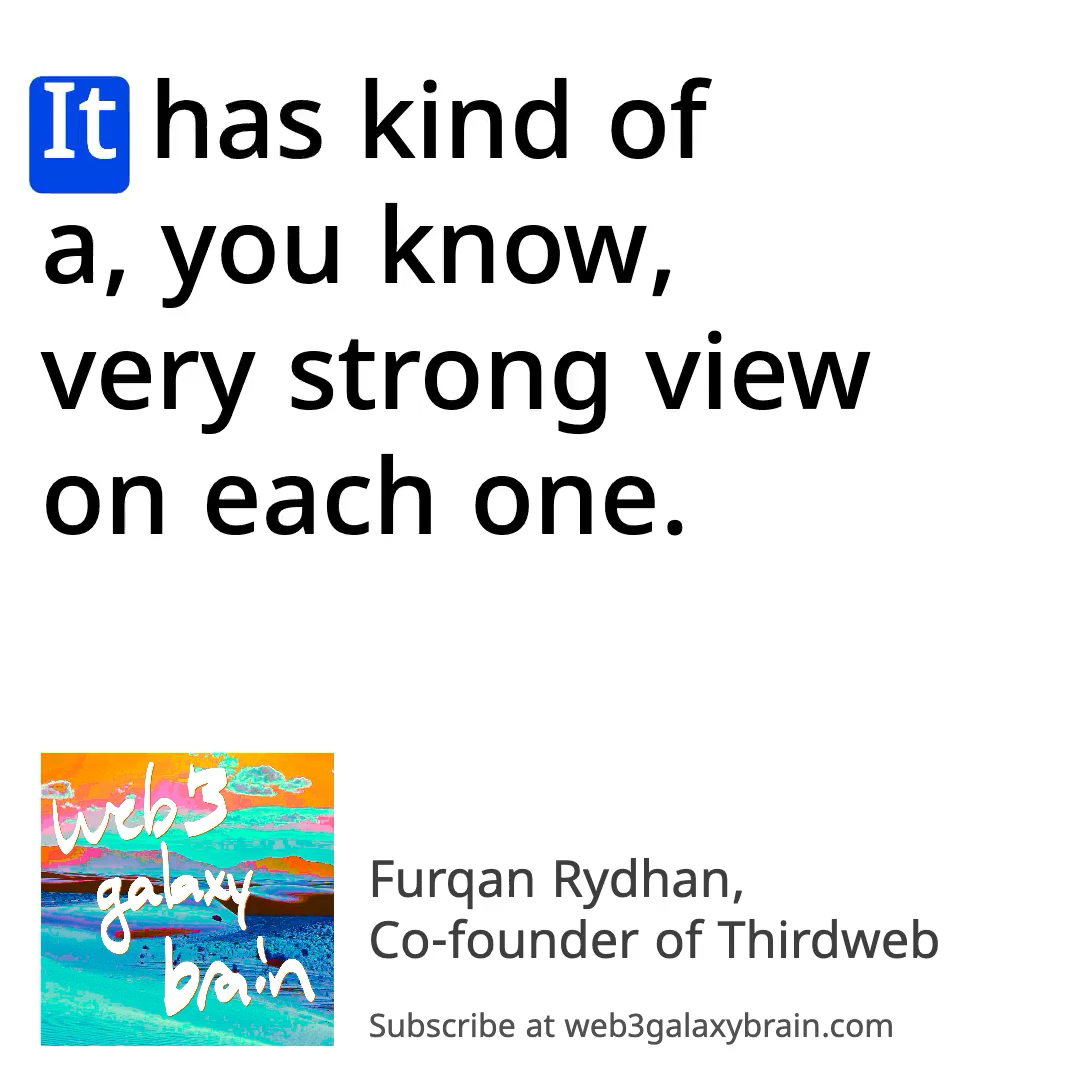 It has kind of
a, you know,
very strong view
on each one.
web3
galaxy
brain
Furqan Rydhan,
Co-founder of Thirdweb
Subscribe at web3galaxybrain.com